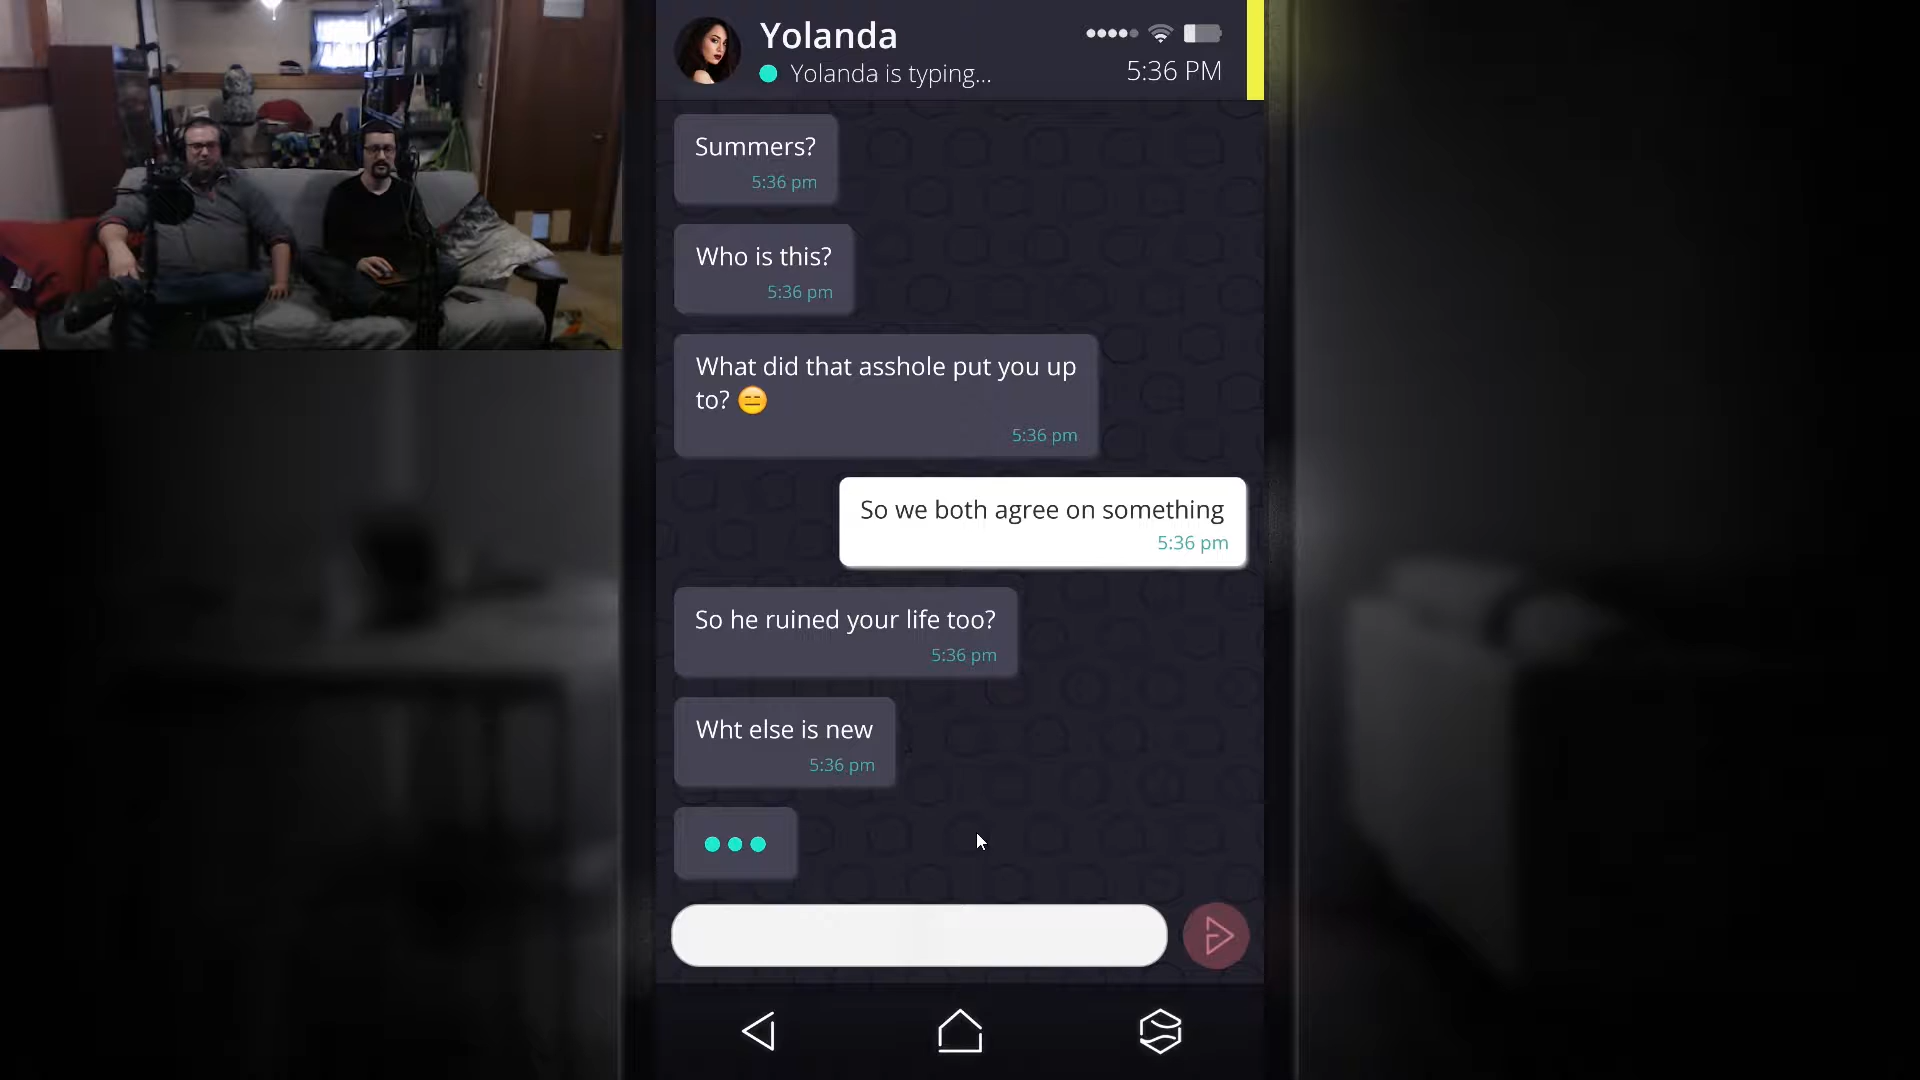 Yolanda
Yolanda is typing...
5:36 PM
Summers?
5:36 pm
Who is this?
5:36 pm
What did that asshole put you up
to? 😑
5:36 pm
So we both agree on something
5:36 pm
So he ruined your life too?
5:36 pm
Wht else is new
5:36 pm